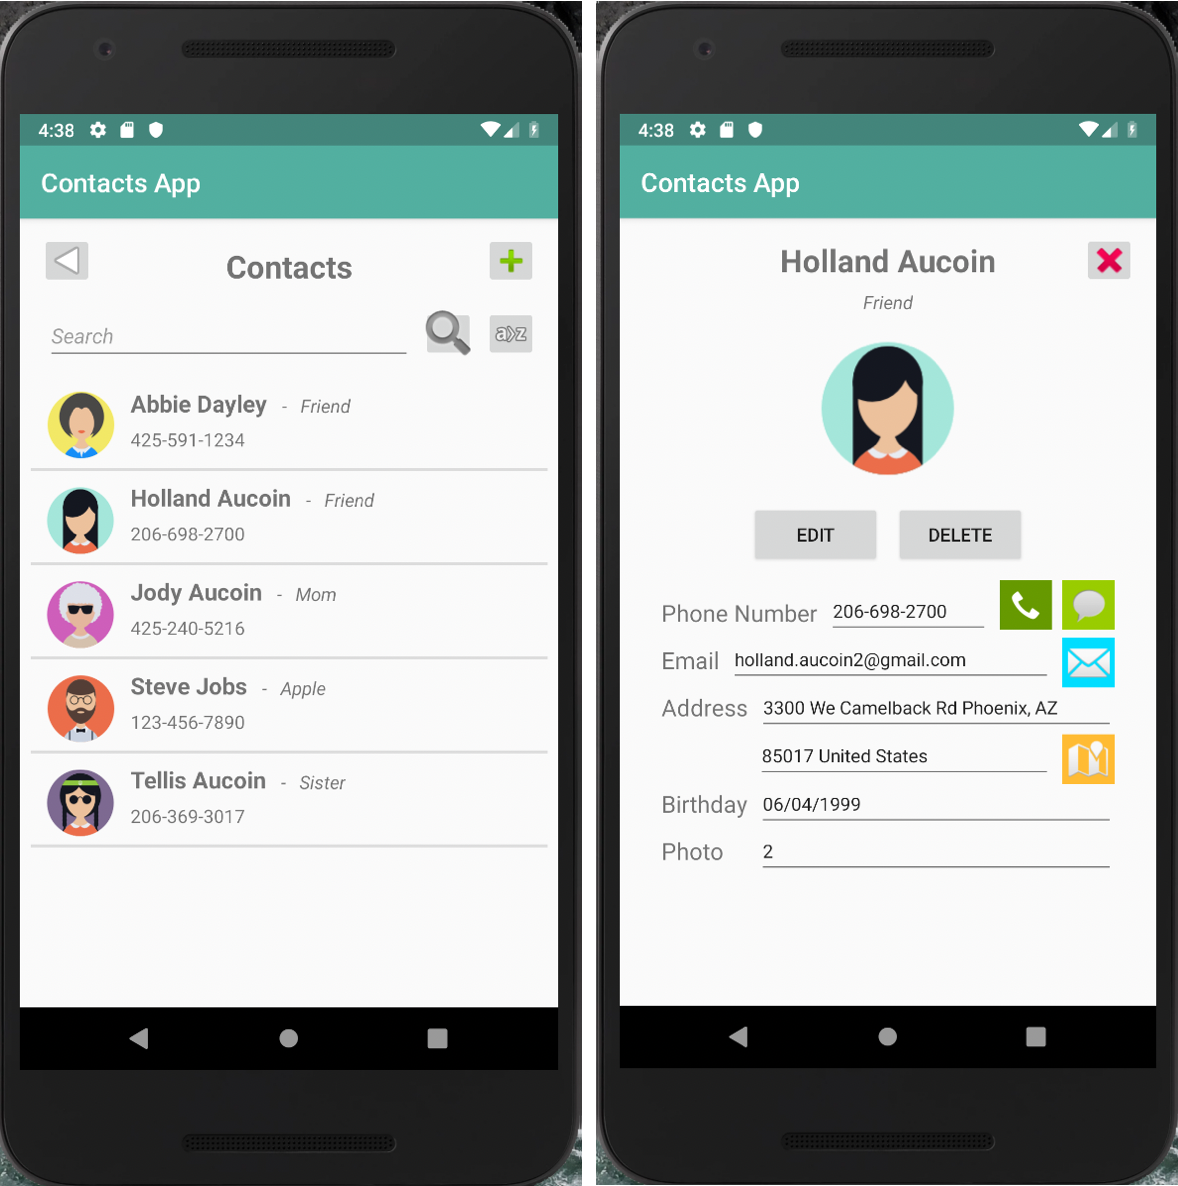 4:38
Contacts App
Contacts
Search
a>z
Abbie Dayley - Friend
425-591-1234
Holland Aucoin - Friend
206-698-2700
Jody Aucoin - Mom
425-240-5216
Steve Jobs - Apple
123-456-7890
Tellis Aucoin - Sister
206-369-3017
4:38
Contacts App
Holland Aucoin
Friend
EDIT DELETE
Phone Number 206-698-2700
Email holland.aucoin2@gmail.com
Address 3300 We Camelback Rd Phoenix, AZ
85017 United States
Birthday 06/04/1999
Photo 2